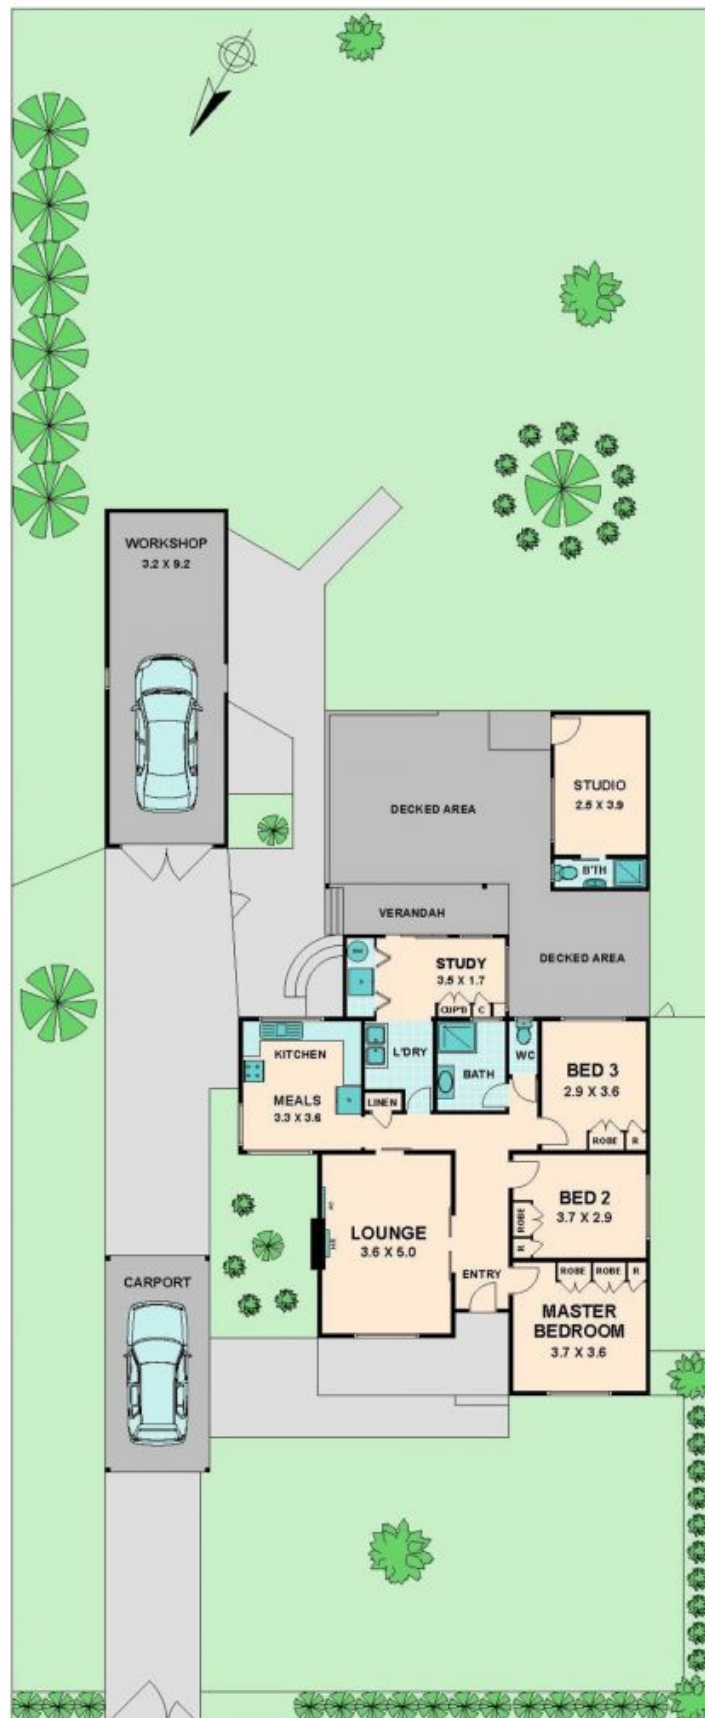 WORKSHOP
3.2 X 9.2
STUDIO
2.5 X 3.9
DECKED AREA
B'TH
VERANDAH
DECKED AREA
STUDY
3.5 X 1.7
CUP'D C
KITCHEN
L'DRY
BATH
WC
BED 3
2.9 X 3.6
MEALS
3.3 X 3.6
LINEN
ROBE R
BED 2
3.7 X 2.9
ROBE
R
LOUNGE
3.6 X 5.0
ENTRY
ROBE ROBE R
CARPORT
MASTER
BEDROOM
3.7 X 3.6